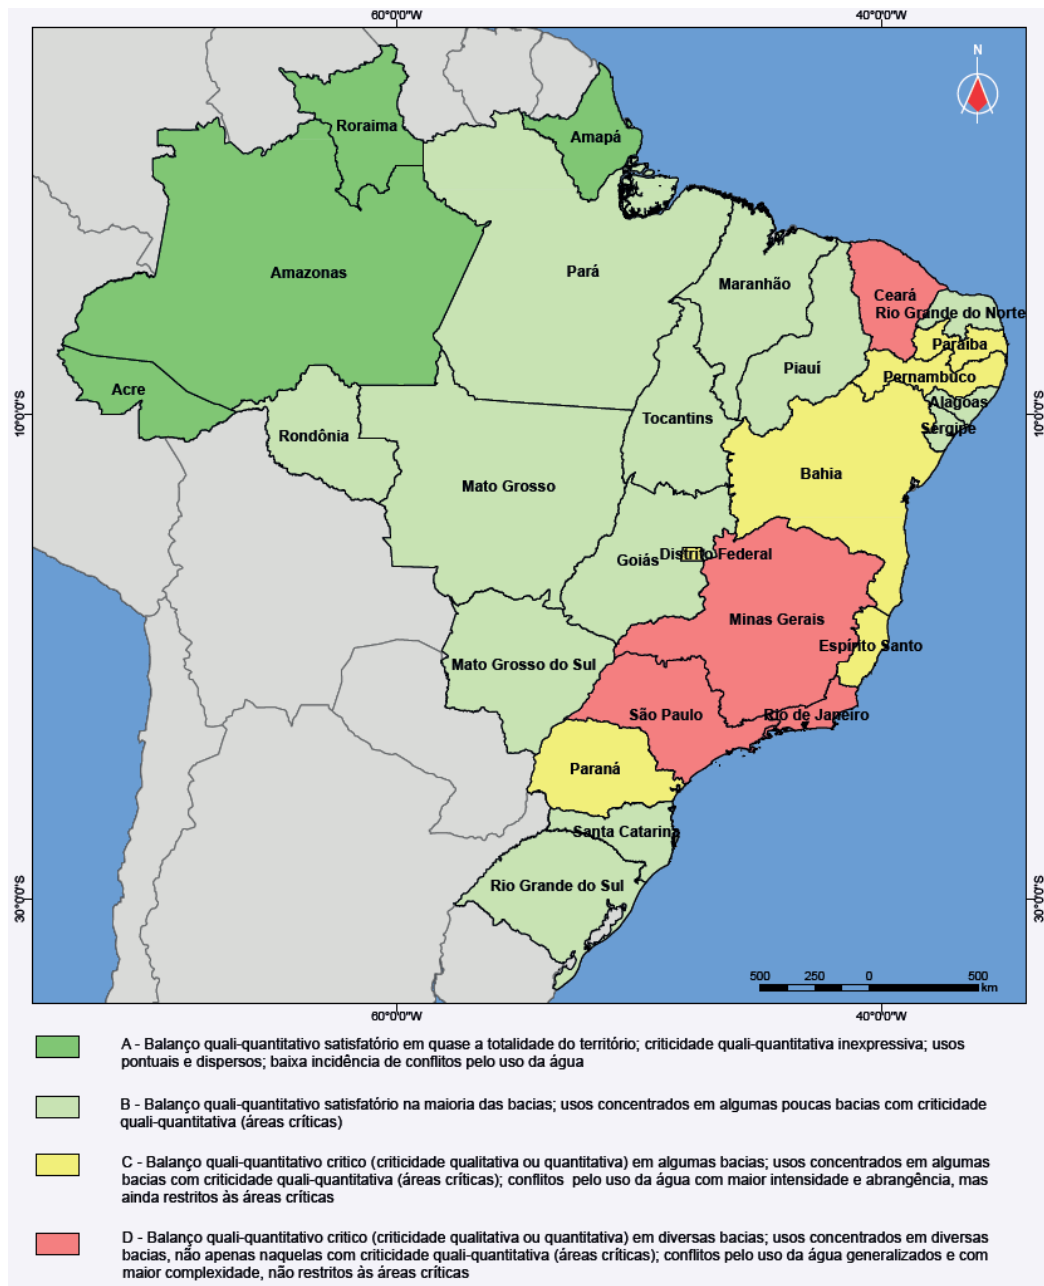 60°0'0"W 40°0'0"W
N
Roraima
Amapá
Amazonas
Pará
Maranhão
Ceará
Rio Grande do Norte
Paraíba
Piauí
Pernambuco
Acre
Alagoas
10°0'0"S 10°0'0"S
Tocantins
Sergipe
Rondônia
Bahia
Mato Grosso
Distrito Federal
Goiás
Minas Gerais
Espírito Santo
Mato Grosso do Sul
São Paulo
Rio de Janeiro
Paraná
Santa Catarina
Rio Grande do Sul
30°0'0"S 30°0'0"S
500 250 0 500
km
60°0'0"W 40°0'0"W
A - Balanço quali-quantitativo satisfatório em quase a totalidade do território; criticidade quali-quantitativa inexpressiva; usos
pontuais e dispersos; baixa incidência de conflitos pelo uso da água
B - Balanço quali-quantitativo satisfatório na maioria das bacias; usos concentrados em algumas poucas bacias com criticidade
quali-quantitativa (áreas críticas)
C - Balanço quali-quantitativo critico (criticidade qualitativa ou quantitativa) em algumas bacias; usos concentrados em algumas
bacias com criticidade quali-quantitativa (áreas críticas); conflitos pelo uso da água com maior intensidade e abrangência, mas
ainda restritos às áreas críticas
D - Balanço quali-quantitativo critico (criticidade qualitativa ou quantitativa) em diversas bacias; usos concentrados em diversas
bacias, não apenas naquelas com criticidade quali-quantitativa (áreas críticas); conflitos pelo uso da água generalizados e com
maior complexidade, não restritos às áreas críticas